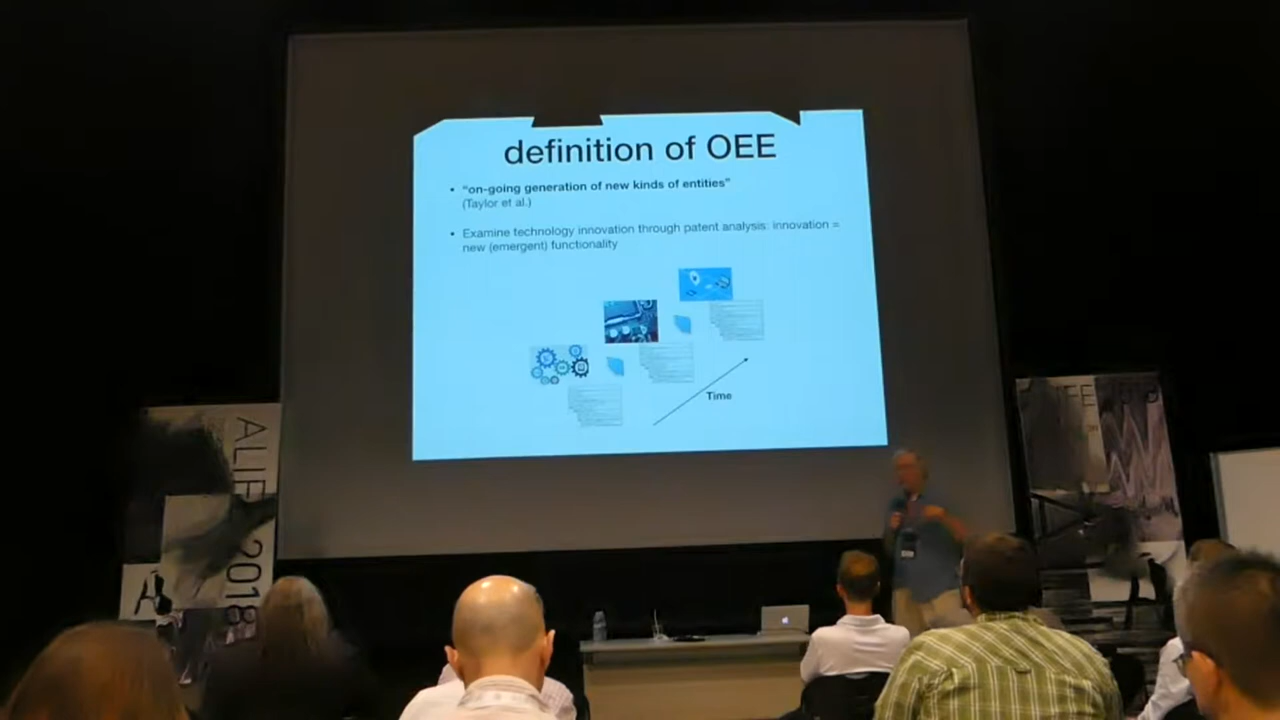 definition of OEE
• "on-going generation of new kinds of entities"
(Taylor et al.)
• Examine technology innovation through patent analysis: innovation =
new (emergent) functionality
Time
ALIFE 2018